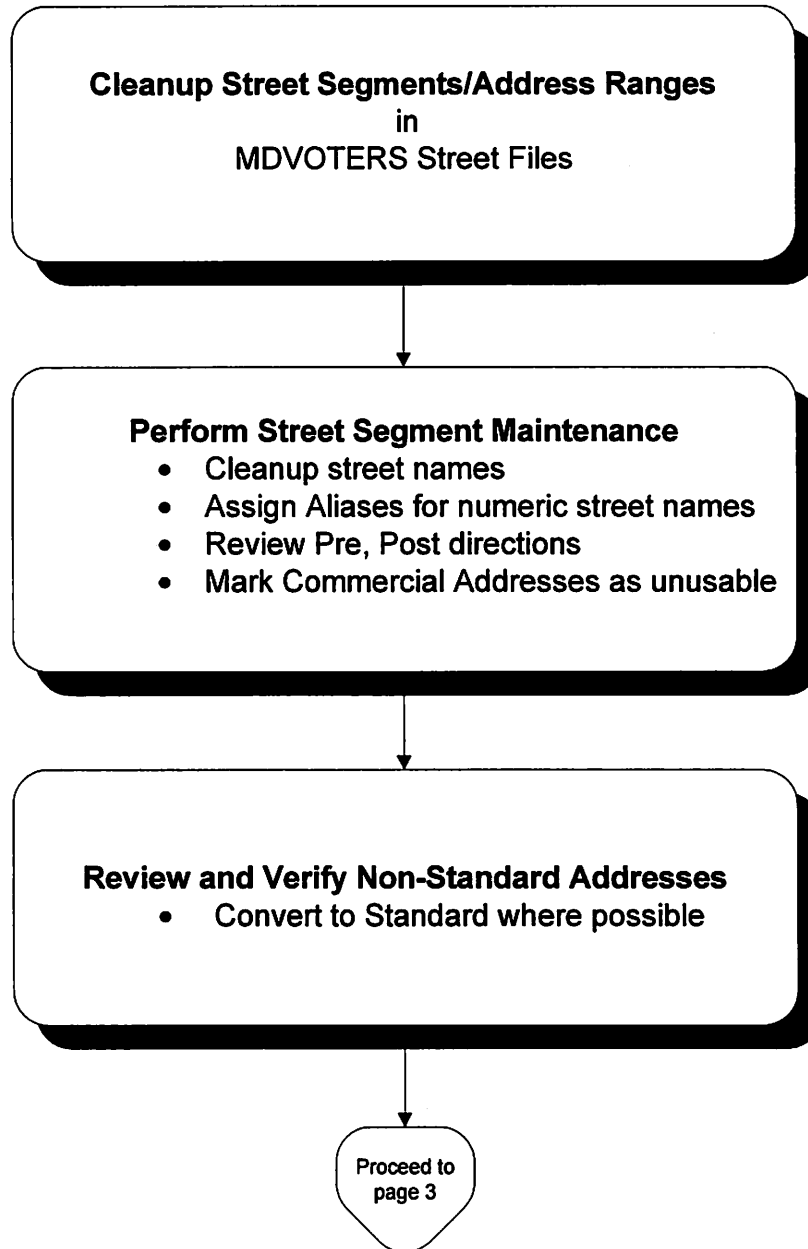 Cleanup Street Segments/Address Ranges
in
MDVOTERS Street Files
Perform Street Segment Maintenance
• Cleanup street names
• Assign Aliases for numeric street names
• Review Pre, Post directions
• Mark Commercial Addresses as unusable
Review and Verify Non-Standard Addresses
• Convert to Standard where possible
Proceed to
page 3